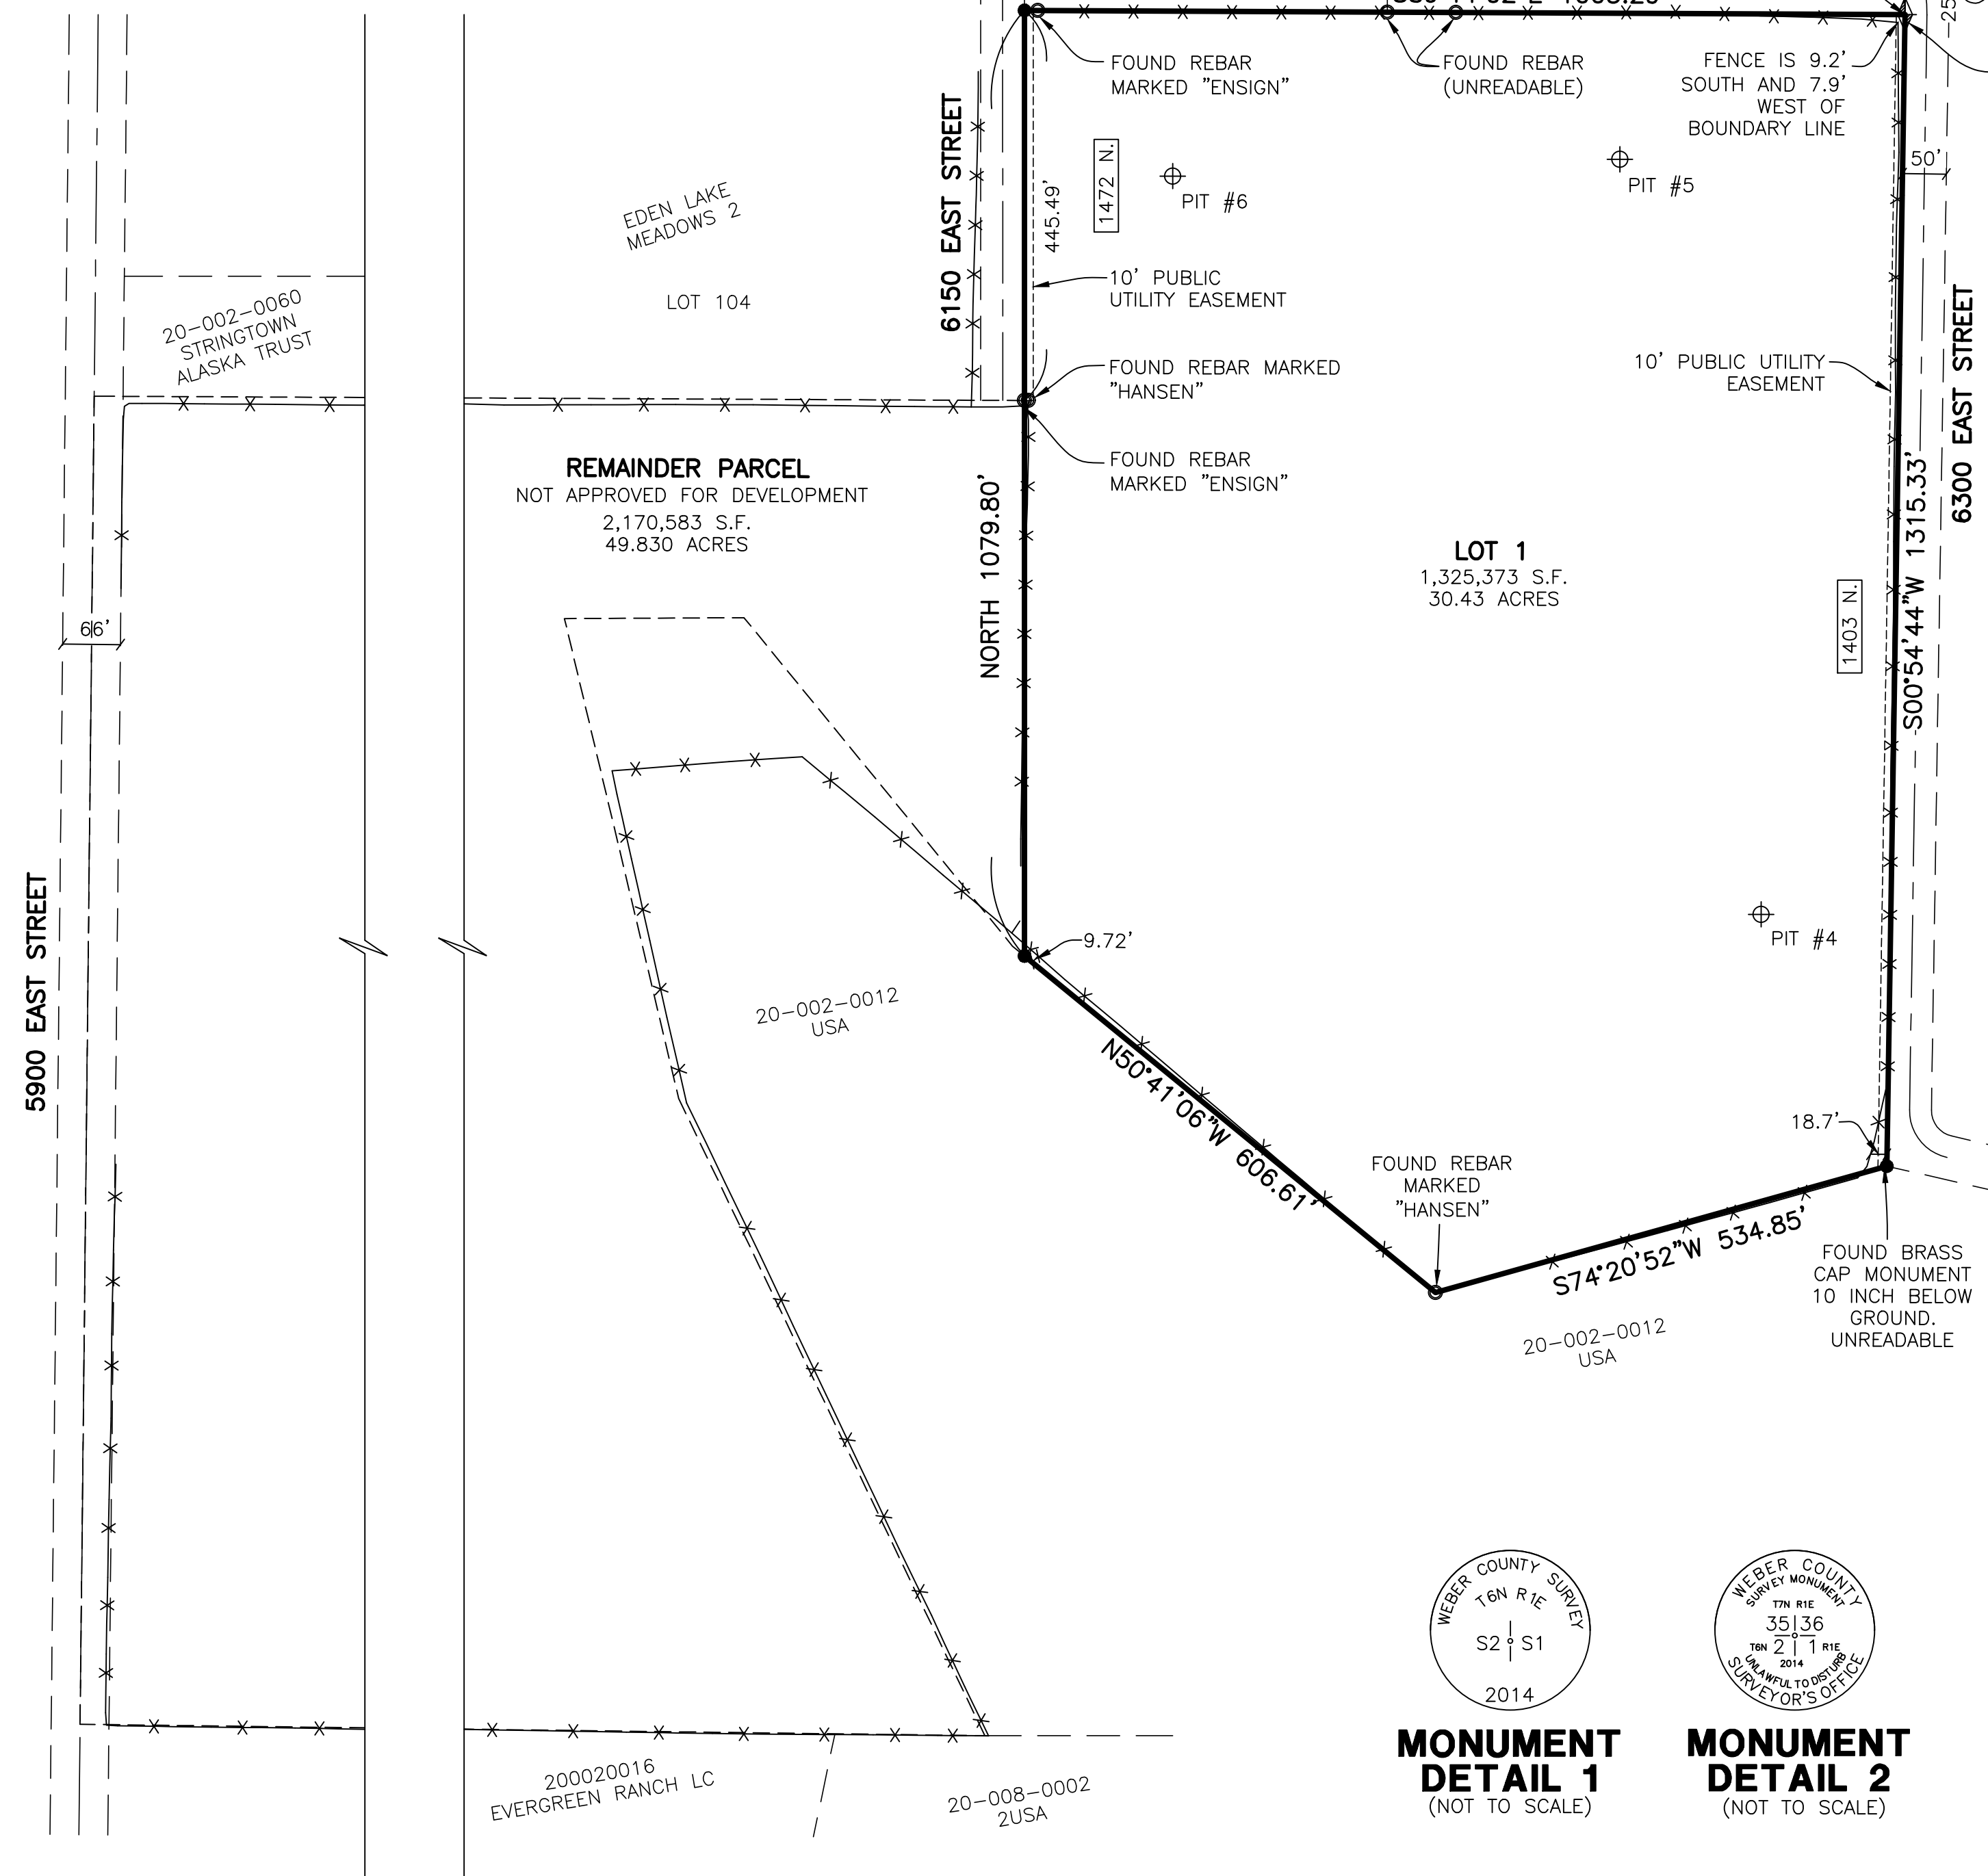 FOUND REBAR
MARKED "ENSIGN"
FOUND REBAR
(UNREADABLE)
FENCE IS 9.2'
SOUTH AND 7.9'
WEST OF
BOUNDARY LINE
50'
PIT #6
PIT #5
1472 N.
445.49'
6150 EAST STREET
EDEN LAKE
MEADOWS 2
LOT 104
20-002-0060
STRINGTOWN
ALASKA TRUST
10' PUBLIC
UTILITY EASEMENT
FOUND REBAR MARKED
"HANSEN"
FOUND REBAR
MARKED "ENSIGN"
10' PUBLIC UTILITY
EASEMENT
6300 EAST STREET
REMAINDER PARCEL
NOT APPROVED FOR DEVELOPMENT
2,170,583 S.F.
49.830 ACRES
NORTH 1079.80'
LOT 1
1,325,373 S.F.
30.43 ACRES
1403 N.
S00°54'44"W 1315.33'
66'
5900 EAST STREET
9.72'
PIT #4
20-002-0012
USA
N50°41'06"W 606.61'
18.7'
FOUND REBAR
MARKED
"HANSEN"
S74°20'52"W 534.85'
FOUND BRASS
CAP MONUMENT
10 INCH BELOW
GROUND.
UNREADABLE
20-002-0012
USA
WEBER COUNTY SURVEY
T6N R1E
S2 S1
2014
MONUMENT
DETAIL 1
(NOT TO SCALE)
WEBER COUNTY
SURVEY MONUMENT
T7N R1E
35 36
T6N 2 1 R1E
2014
UNLAWFUL TO DISTURB
SURVEYOR'S OFFICE
MONUMENT
DETAIL 2
(NOT TO SCALE)
200020016
EVERGREEN RANCH LC
20-008-0002
2USA